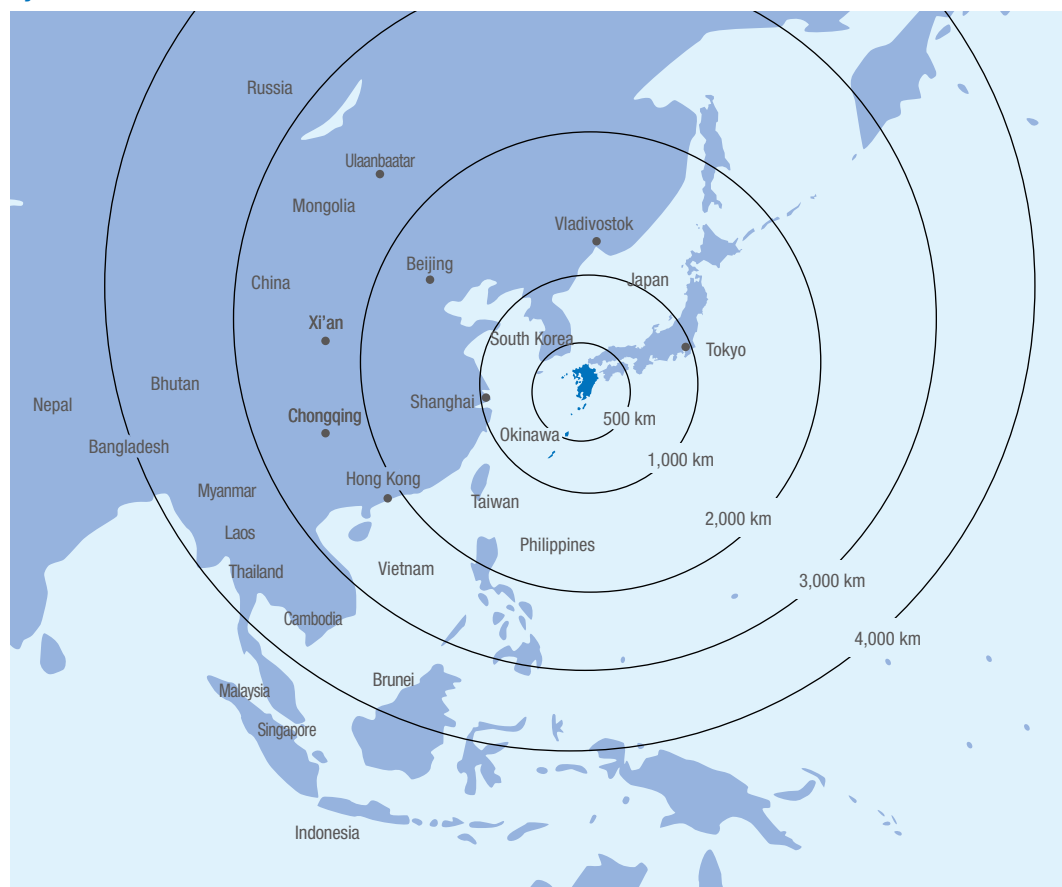 Russia
Ulaanbaatar
Mongolia
Vladivostok
Beijing
China
Japan
Xi'an
South Korea
Tokyo
Bhutan
Nepal
Shanghai
Chongqing
500 km
Okinawa
Bangladesh
1,000 km
Hong Kong
Myanmar
Taiwan
2,000 km
Laos
Philippines
Vietnam
Thailand
3,000 km
Cambodia
4,000 km
Brunei
Malaysia
Singapore
Indonesia